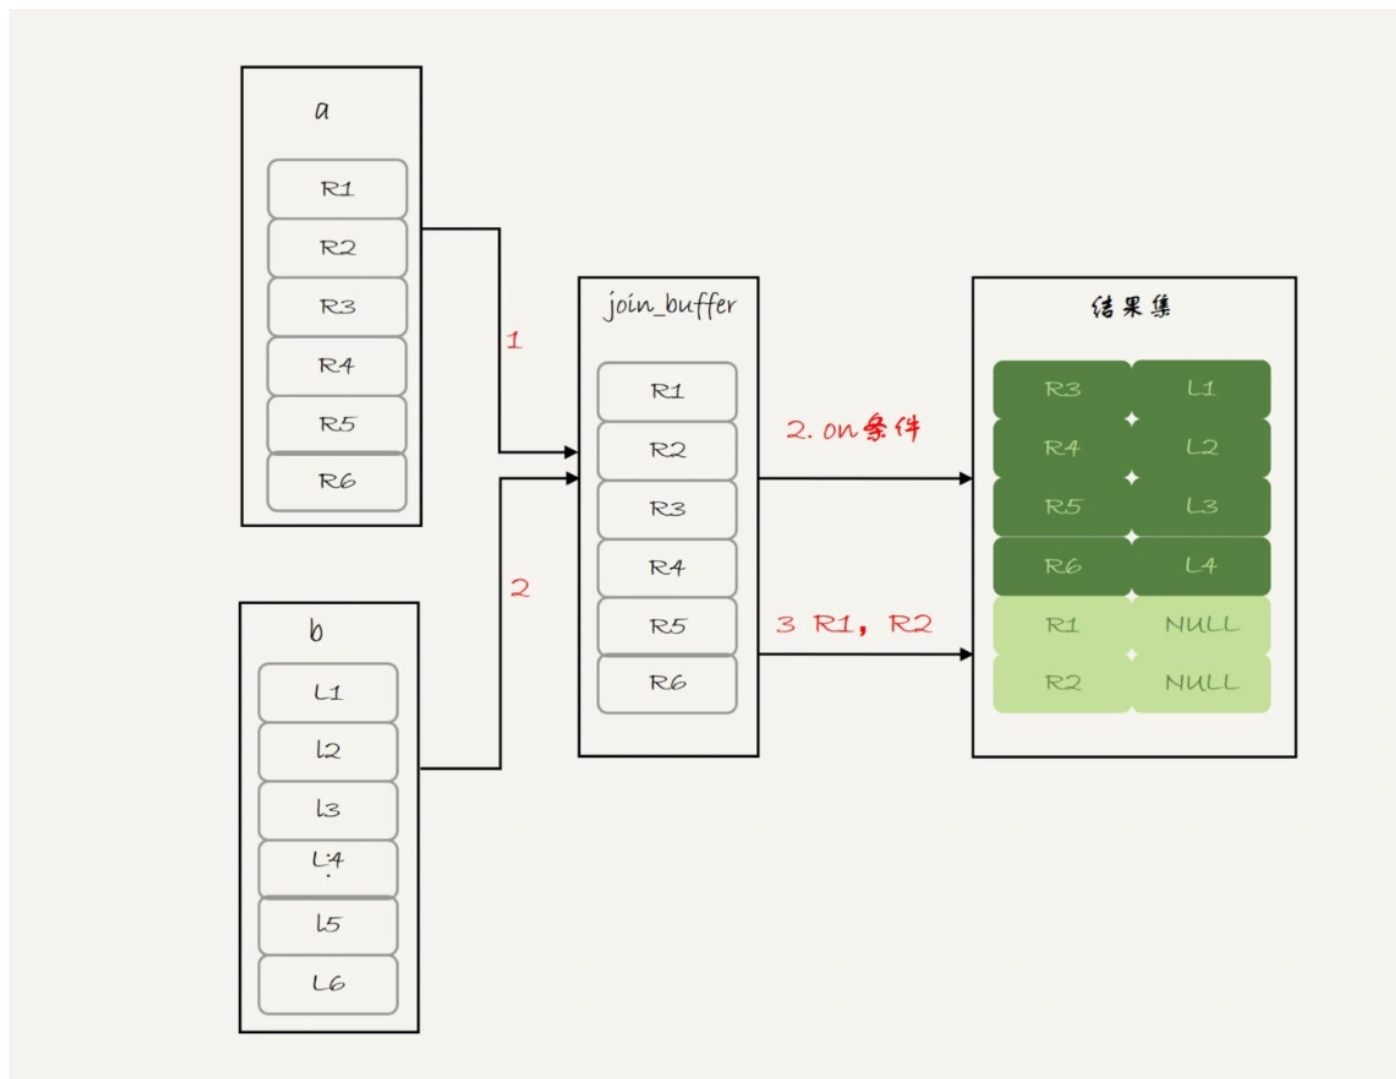 a
R1
R2
R3
R4
R5
R6
1
b
L1
l2
l3
L4
l5
L6
2
join_buffer
R1
R2
R3
R4
R5
R6
2. on条件
3 R1, R2
结果集
R3 L1
R4 L2
R5 L3
R6 L4
R1 NULL
R2 NULL